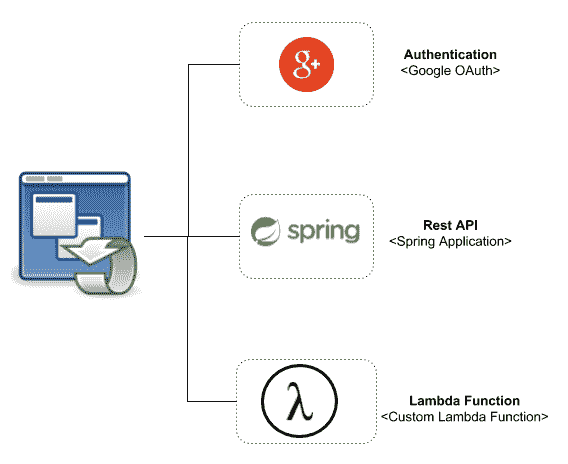 g+
Authentication
<Google OAuth>
spring
Rest API
<Spring Application>
λ
Lambda Function
<Custom Lambda Function>